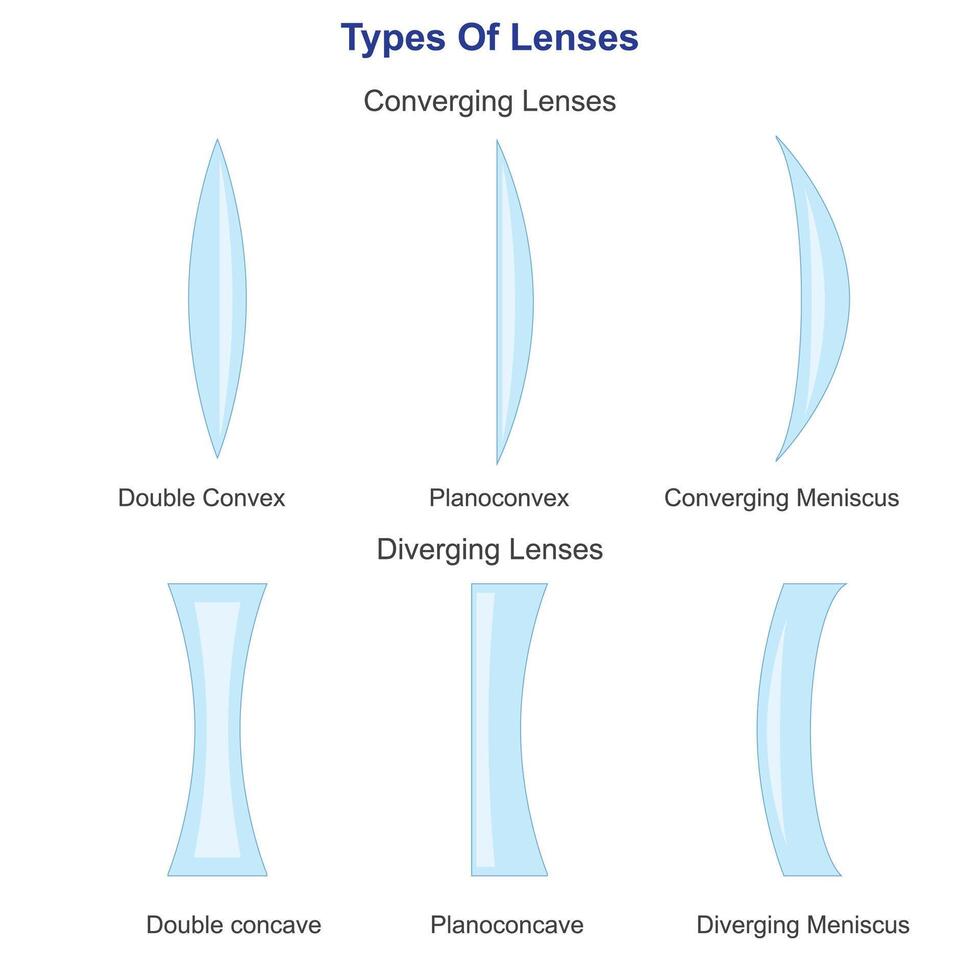 Types Of Lenses
Converging Lenses
Double Convex
Planoconvex
Converging Meniscus
Diverging Lenses
Double concave
Planoconcave
Diverging Meniscus